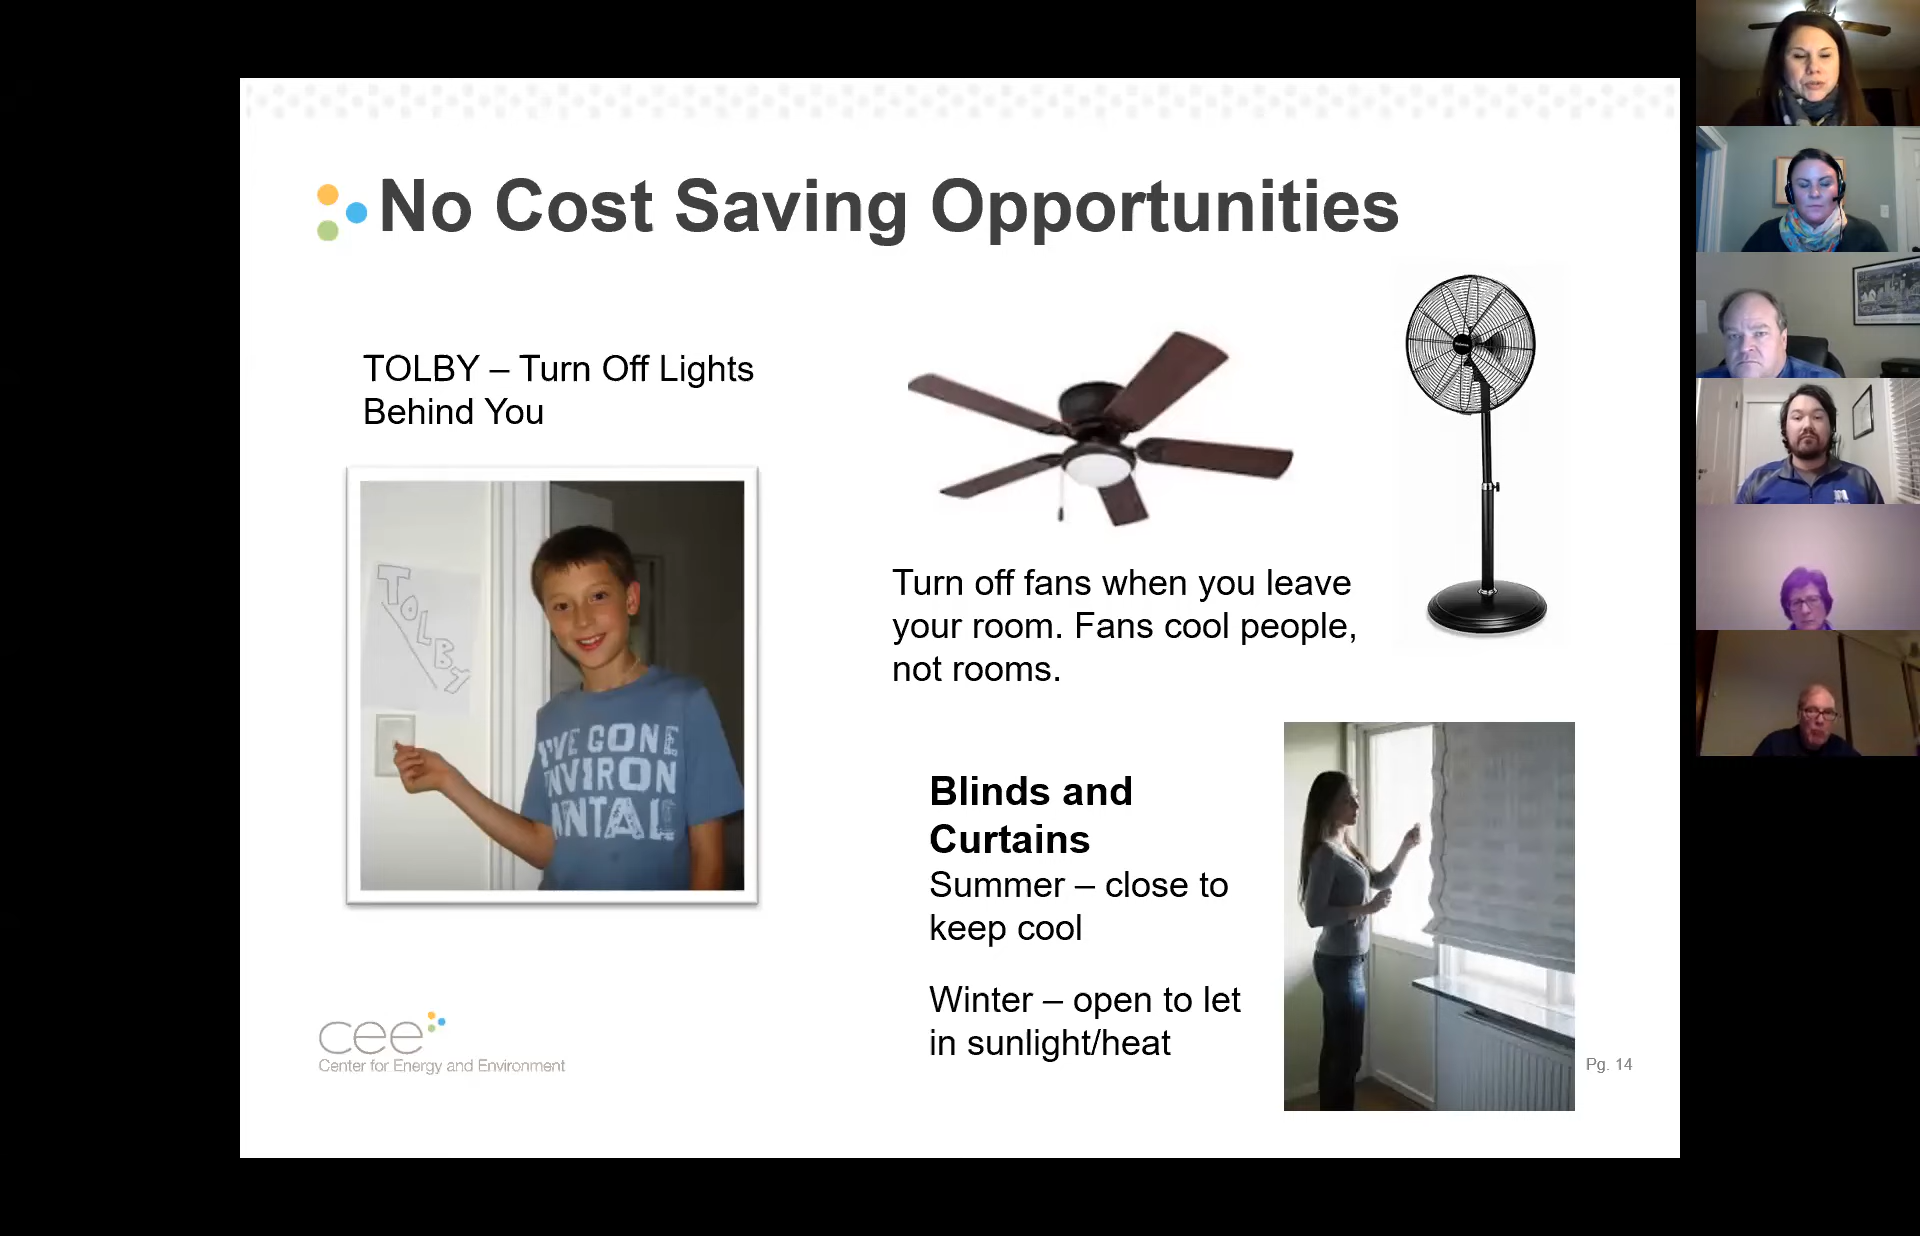 No Cost Saving Opportunities
TOLBY – Turn Off Lights
Behind You
TOLBY
I'VE GONE
ENVIRON
MENTAL
Turn off fans when you leave
your room. Fans cool people,
not rooms.
Blinds and
Curtains
Summer – close to
keep cool
Winter – open to let
in sunlight/heat
cee
Center for Energy and Environment
Pg. 14